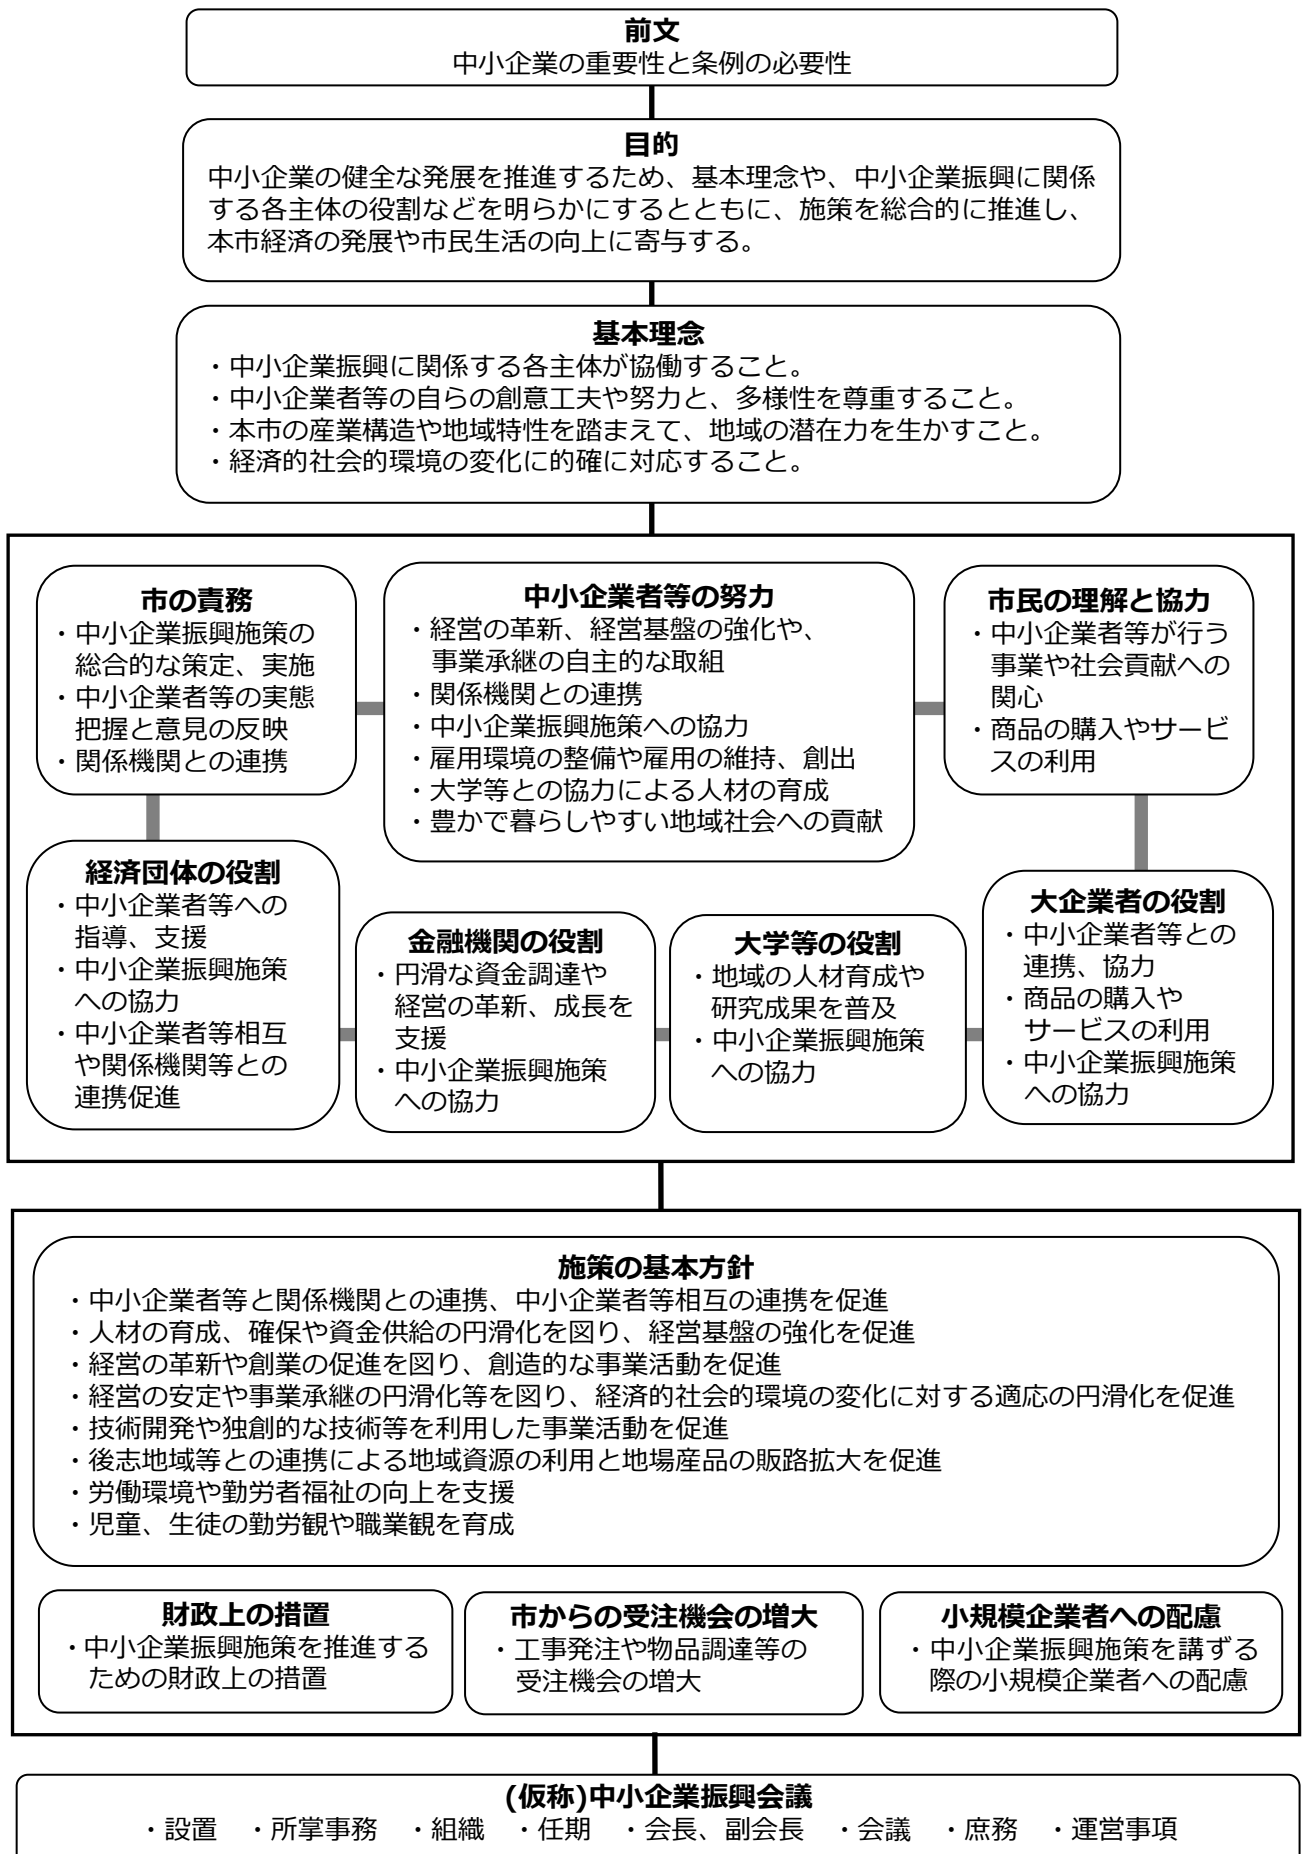 前文
中小企業の重要性と条例の必要性
目的
中小企業の健全な発展を推進するため、基本理念や、中小企業振興に関係
する各主体の役割などを明らかにするとともに、施策を総合的に推進し、
本市経済の発展や市民生活の向上に寄与する。
基本理念
・中小企業振興に関係する各主体が協働すること。
・中小企業者等の自らの創意工夫や努力と、多様性を尊重すること。
・本市の産業構造や地域特性を踏まえて、地域の潜在力を生かすこと。
・経済的社会的環境の変化に的確に対応すること。
市の責務
・中小企業振興施策の
総合的な策定、実施
・中小企業者等の実態
把握と意見の反映
・関係機関との連携
中小企業者等の努力
・経営の革新、経営基盤の強化や、
事業承継の自主的な取組
・関係機関との連携
・中小企業振興施策への協力
・雇用環境の整備や雇用の維持、創出
・大学等との協力による人材の育成
・豊かで暮らしやすい地域社会への貢献
市民の理解と協力
・中小企業者等が行う
事業や社会貢献への
関心
・商品の購入やサービ
スの利用
経済団体の役割
・中小企業者等への
指導、支援
・中小企業振興施策
への協力
・中小企業者等相互
や関係機関等との
連携促進
金融機関の役割
・円滑な資金調達や
経営の革新、成長を
支援
・中小企業振興施策
への協力
大学等の役割
・地域の人材育成や
研究成果を普及
・中小企業振興施策
への協力
大企業者の役割
・中小企業者等との
連携、協力
・商品の購入や
サービスの利用
・中小企業振興施策
への協力
施策の基本方針
・中小企業者等と関係機関との連携、中小企業者等相互の連携を促進
・人材の育成、確保や資金供給の円滑化を図り、経営基盤の強化を促進
・経営の革新や創業の促進を図り、創造的な事業活動を促進
・経営の安定や事業承継の円滑化等を図り、経済的社会的環境の変化に対する適応の円滑化を促進
・技術開発や独創的な技術等を利用した事業活動を促進
・後志地域等との連携による地域資源の利用と地場産品の販路拡大を促進
・労働環境や勤労者福祉の向上を支援
・児童、生徒の勤労観や職業観を育成
財政上の措置
・中小企業振興施策を推進する
ための財政上の措置
市からの受注機会の増大
・工事発注や物品調達等の
受注機会の増大
小規模企業者への配慮
・中小企業振興施策を講ずる
際の小規模企業者への配慮
(仮称)中小企業振興会議
・設置　・所掌事務　・組織　・任期　・会長、副会長　・会議　・庶務　・運営事項